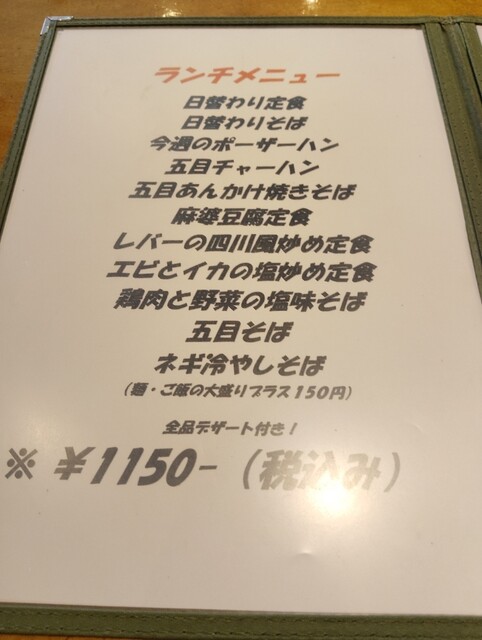 ランチメニュー
日替わり定食
日替わりそば
今週のポーザーハン
五目チャーハン
五目あんかけ焼きそば
麻婆豆腐定食
レバーの四川風炒め定食
エビとイカの塩炒め定食
鶏肉と野菜の塩味そば
五目そば
ネギ冷やしそば
（麺・ご飯の大盛りプラス150円）
全品デザート付き！
※ ¥1150-（税込み）